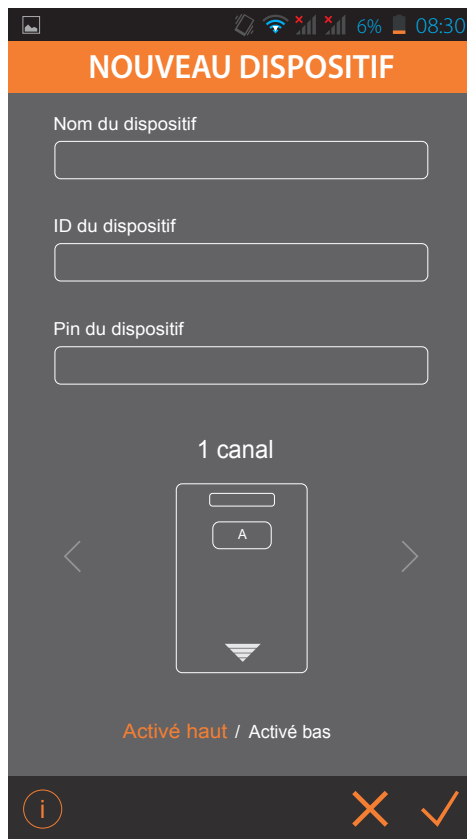 6% 08:30
NOUVEAU DISPOSITIF
Nom du dispositif
ID du dispositif
Pin du dispositif
1 canal
A
Activé haut / Activé bas
i